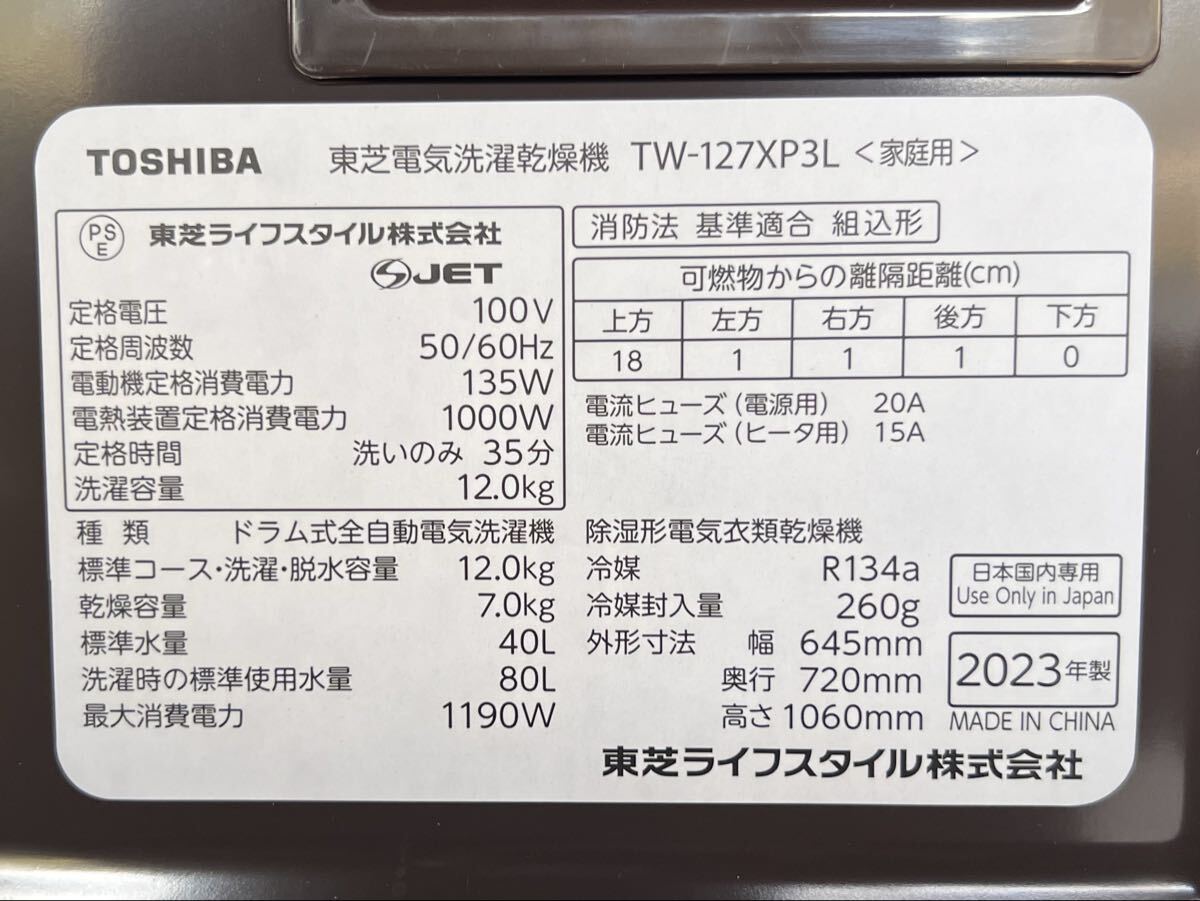 TOSHIBA 東芝電気洗濯乾燥機 TW-127XP3L <家庭用>
PSE 東芝ライフスタイル株式会社
JET
定格電圧 100V
定格周波数 50/60Hz
電動機定格消費電力 135W
電熱装置定格消費電力 1000W
定格時間 洗いのみ 35分
洗濯容量 12.0kg
消防法 基準適合 組込形
可燃物からの離隔距離(cm)
上方 左方 右方 後方 下方
18 1 1 1 0
電流ヒューズ(電源用) 20A
電流ヒューズ(ヒータ用) 15A
種類 ドラム式全自動電気洗濯機
標準コース・洗濯・脱水容量 12.0kg
乾燥容量 7.0kg
標準水量 40L
洗濯時の標準使用水量 80L
最大消費電力 1190W
除湿形電気衣類乾燥機
冷媒 R134a
冷媒封入量 260g
外形寸法 幅 645mm
奥行 720mm
高さ 1060mm
日本国内専用
Use Only in Japan
2023年製
MADE IN CHINA
東芝ライフスタイル株式会社